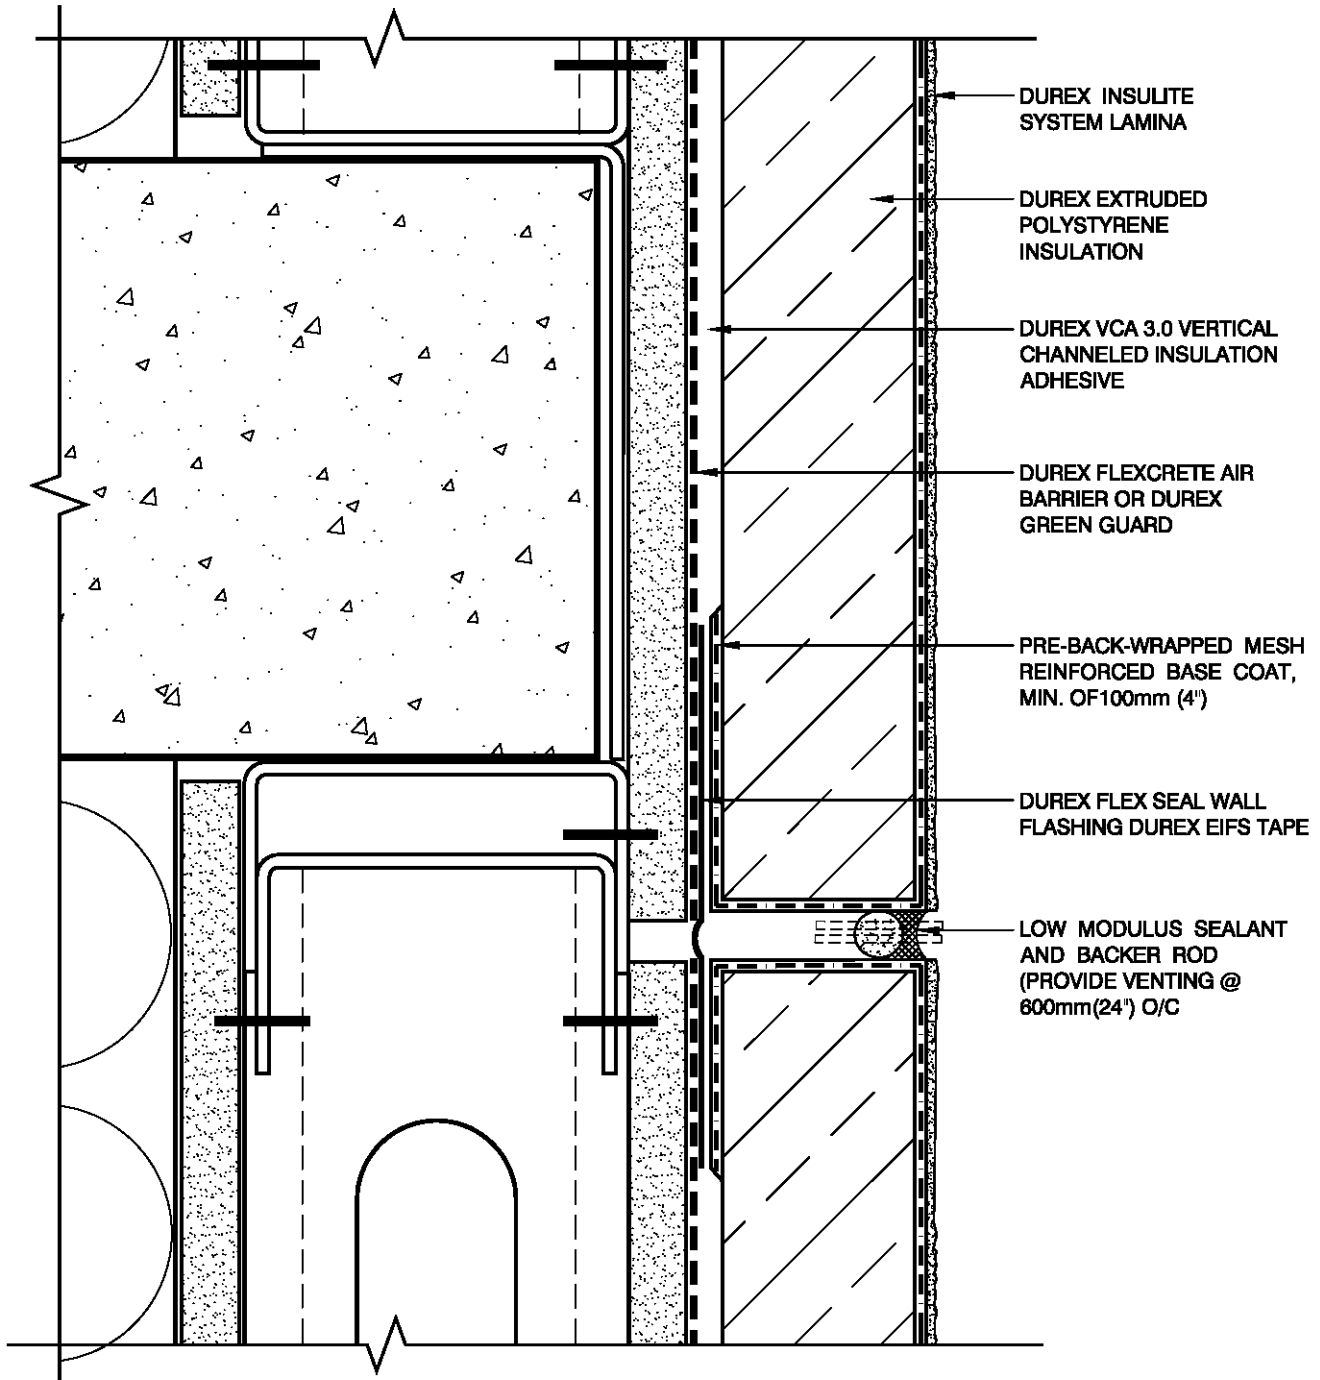 DUREX INSULITE
SYSTEM LAMINA
DUREX EXTRUDED
POLYSTYRENE
INSULATION
DUREX VCA 3.0 VERTICAL
CHANNELED INSULATION
ADHESIVE
DUREX FLEXCRETE AIR
BARRIER OR DUREX
GREEN GUARD
PRE-BACK-WRAPPED MESH
REINFORCED BASE COAT,
MIN. OF100mm (4")
DUREX FLEX SEAL WALL
FLASHING DUREX EIFS TAPE
LOW MODULUS SEALANT
AND BACKER ROD
(PROVIDE VENTING @
600mm(24") O/C